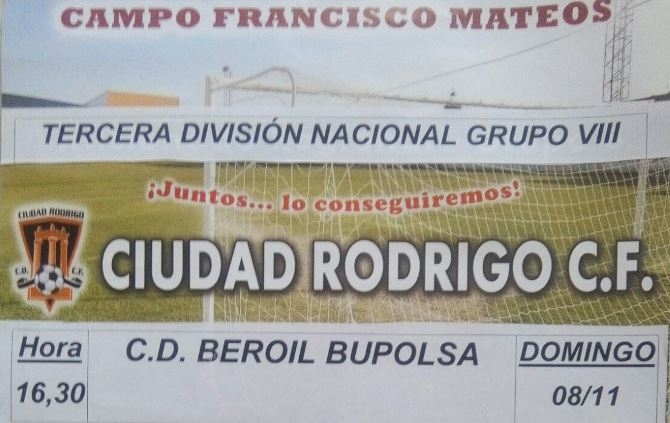 CAMPO FRANCISCO MATEOS
TERCERA DIVISIÓN NACIONAL GRUPO VIII
¡Juntos... lo conseguiremos!
CIUDAD RODRIGO
C.D. C.F.
CIUDAD RODRIGO C.F.
Hora
16,30
C.D. BEROIL BUPOLSA
DOMINGO
08/11